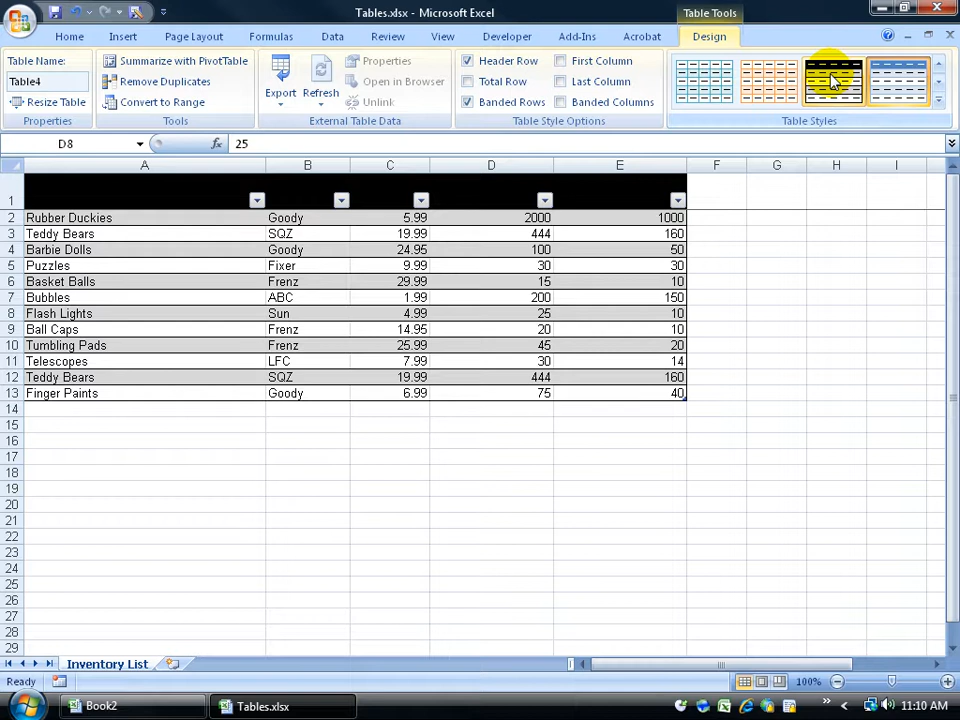 Tables.xlsx - Microsoft Excel
Table Tools
Home Insert Page Layout Formulas Data Review View Developer Add-Ins Acrobat Design
Table Name: Summarize with PivotTable Properties Header Row First Column
Table4 Remove Duplicates Export Refresh Open in Browser Total Row Last Column
Resize Table Convert to Range Unlink Banded Rows Banded Columns
Properties Tools External Table Data Table Style Options Table Styles
D8 fx 25
A B C D E F G H I
1
2 Rubber Duckies Goody 5.99 2000 1000
3 Teddy Bears SQZ 19.99 444 160
4 Barbie Dolls Goody 24.95 100 50
5 Puzzles Fixer 9.99 30 30
6 Basket Balls Frenz 29.99 15 10
7 Bubbles ABC 1.99 200 150
8 Flash Lights Sun 4.99 25 10
9 Ball Caps Frenz 14.95 20 10
10 Tumbling Pads Frenz 25.99 45 20
11 Telescopes LFC 7.99 30 14
12 Teddy Bears SQZ 19.99 444 160
13 Finger Paints Goody 6.99 75 40
14
15
16
17
18
19
20
21
22
23
24
25
26
27
28
29
Inventory List
Ready 100%
Book2 Tables.xlsx 11:10 AM